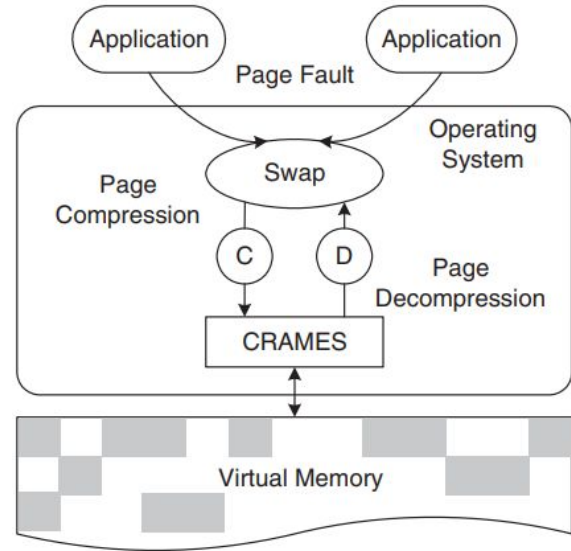 Application
Application
Page Fault
Operating
System
Swap
Page
Compression
C
D
Page
Decompression
CRAMES
Virtual Memory